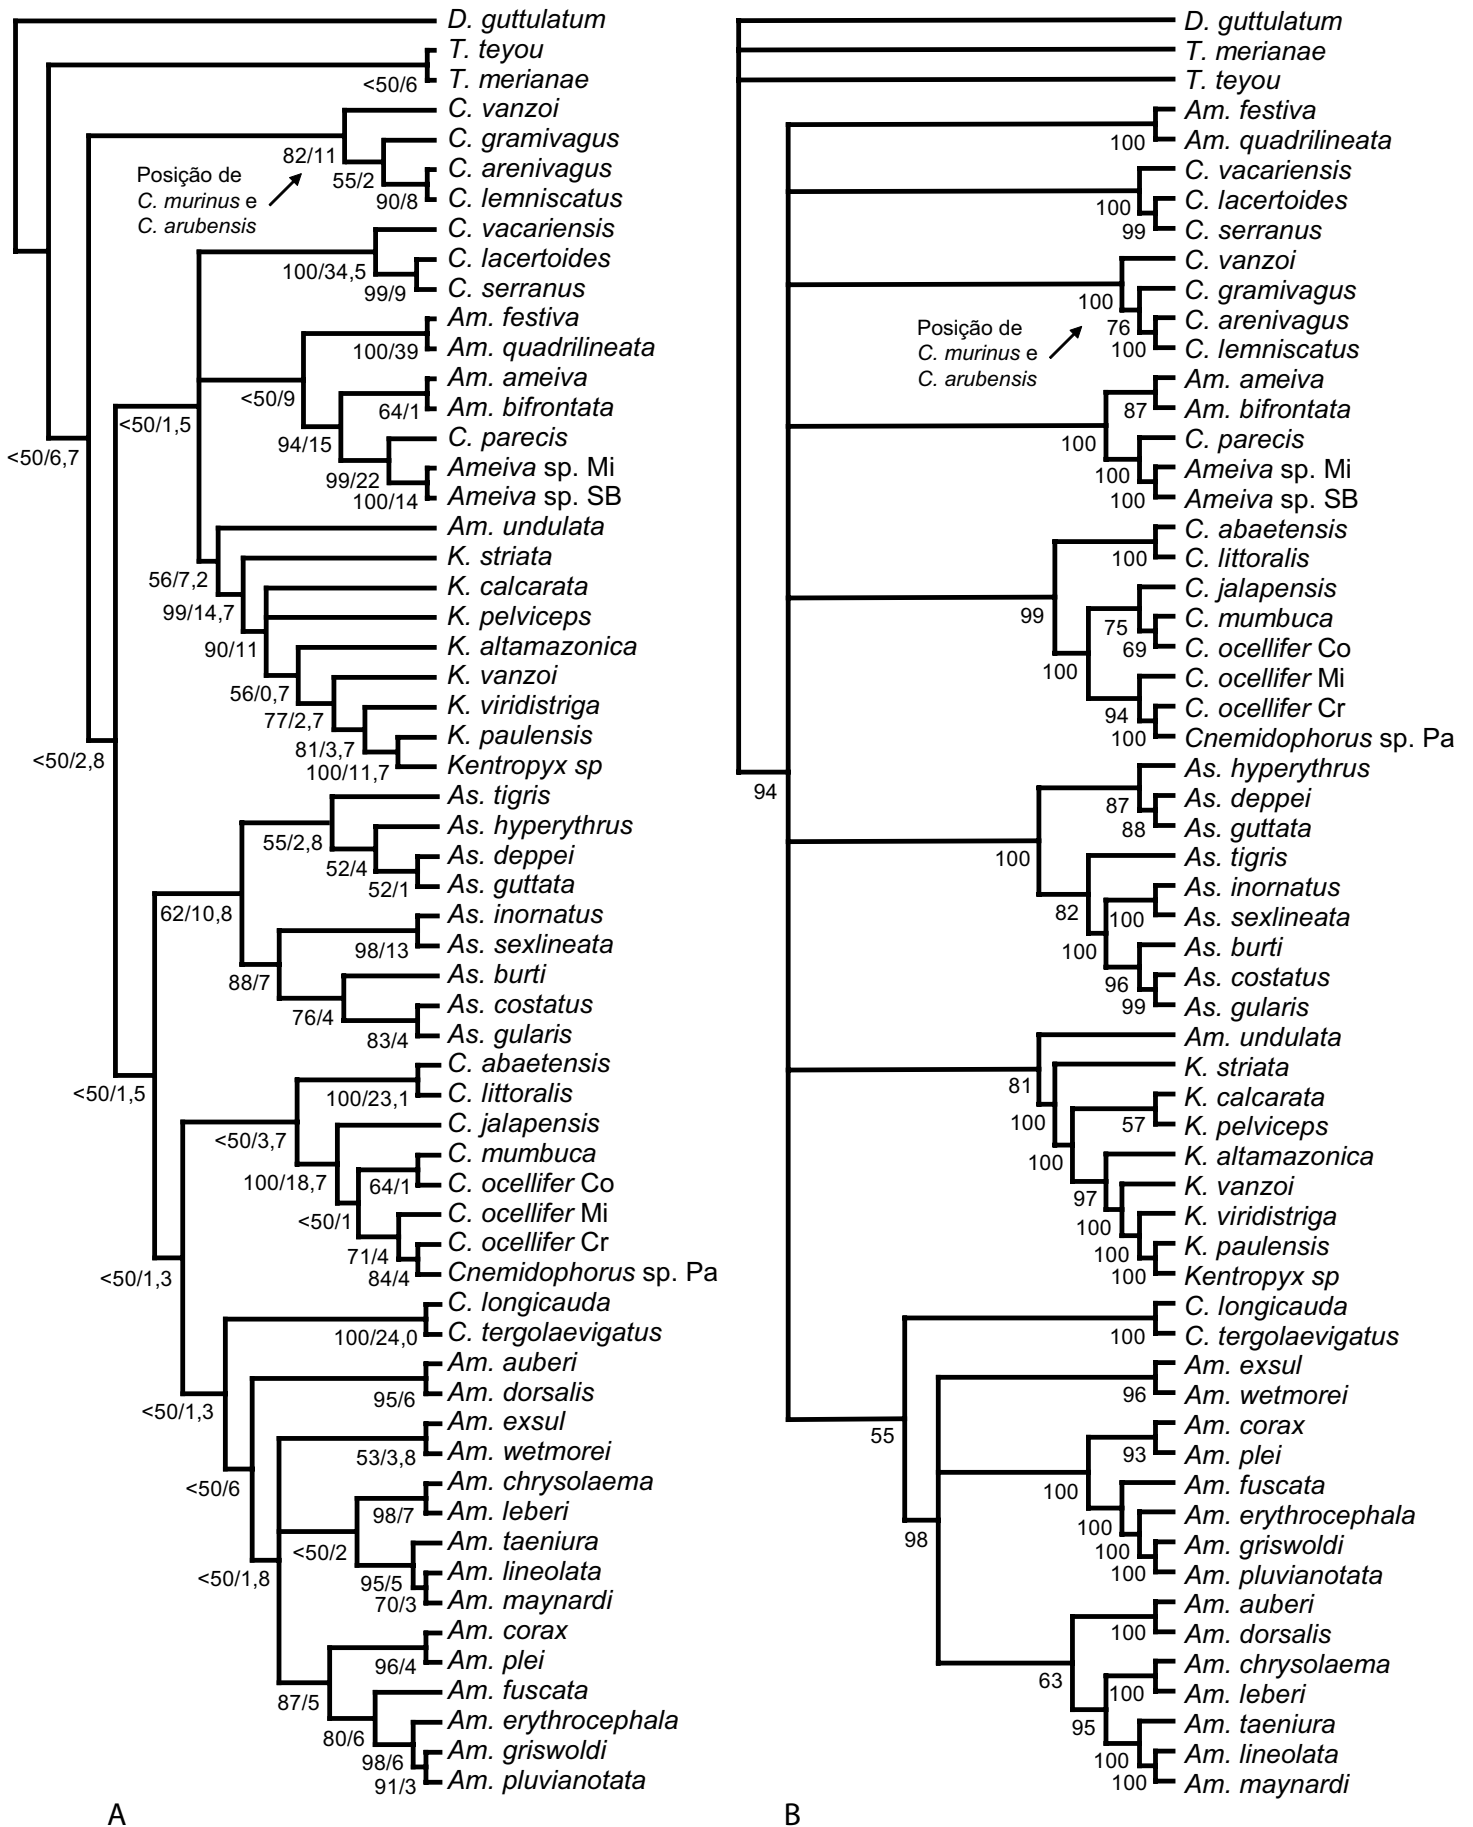 D. guttulatum
T. teyou
T. merianae
<50/6
C. vanzoi
C. gramivagus
82/11
C. arenivagus
55/2
C. lemniscatus
90/8
Posição de
C. murinus e
C. arubensis
C. vacariensis
C. lacertoides
100/34,5
C. serranus
99/9
Am. festiva
Am. quadrilineata
100/39
Am. ameiva
<50/9
Am. bifrontata
64/1
<50/1,5
C. parecis
94/15
<50/6,7
Ameiva sp. Mi
99/22
Ameiva sp. SB
100/14
Am. undulata
K. striata
56/7,2
K. calcarata
99/14,7
K. pelviceps
90/11
K. altamazonica
K. vanzoi
56/0,7
K. viridistriga
77/2,7
K. paulensis
81/3,7
<50/2,8
Kentropyx sp
100/11,7
As. tigris
As. hyperythrus
55/2,8
As. deppei
52/4
As. guttata
52/1
62/10,8
As. inornatus
As. sexlineata
98/13
As. burti
88/7
As. costatus
76/4
As. gularis
83/4
C. abaetensis
<50/1,5
C. littoralis
100/23,1
C. jalapensis
<50/3,7
C. mumbuca
100/18,7
C. ocellifer Co
64/1
C. ocellifer Mi
<50/1
C. ocellifer Cr
71/4
Cnemidophorus sp. Pa
84/4
<50/1,3
C. longicauda
C. tergolaevigatus
100/24,0
Am. auberi
Am. dorsalis
95/6
<50/1,3
Am. exsul
Am. wetmorei
53/3,8
Am. chrysolaema
<50/6
Am. leberi
98/7
Am. taeniura
<50/2
Am. lineolata
<50/1,8
95/5
Am. maynardi
70/3
Am. corax
Am. plei
96/4
Am. fuscata
87/5
Am. erythrocephala
80/6
Am. griswoldi
98/6
Am. pluvianotata
91/3
A
D. guttulatum
T. merianae
T. teyou
Am. festiva
Am. quadrilineata
100
C. vacariensis
C. lacertoides
100
C. serranus
99
C. vanzoi
C. gramivagus
100
C. arenivagus
76
C. lemniscatus
100
Posição de
C. murinus e
C. arubensis
Am. ameiva
Am. bifrontata
87
C. parecis
100
Ameiva sp. Mi
100
Ameiva sp. SB
100
C. abaetensis
C. littoralis
100
C. jalapensis
C. mumbuca
99
75
C. ocellifer Co
69
C. ocellifer Mi
100
C. ocellifer Cr
94
Cnemidophorus sp. Pa
100
As. hyperythrus
94
As. deppei
87
As. guttata
88
As. tigris
100
As. inornatus
As. sexlineata
82
100
As. burti
100
As. costatus
96
As. gularis
99
Am. undulata
K. striata
81
K. calcarata
K. pelviceps
100
57
K. altamazonica
100
K. vanzoi
97
K. viridistriga
100
K. paulensis
100
Kentropyx sp
100
C. longicauda
C. tergolaevigatus
100
Am. exsul
Am. wetmorei
96
Am. corax
55
Am. plei
93
Am. fuscata
100
Am. erythrocephala
100
98
Am. griswoldi
100
Am. pluvianotata
100
Am. auberi
Am. dorsalis
100
Am. chrysolaema
63
Am. leberi
100
Am. taeniura
95
Am. lineolata
100
Am. maynardi
100
B